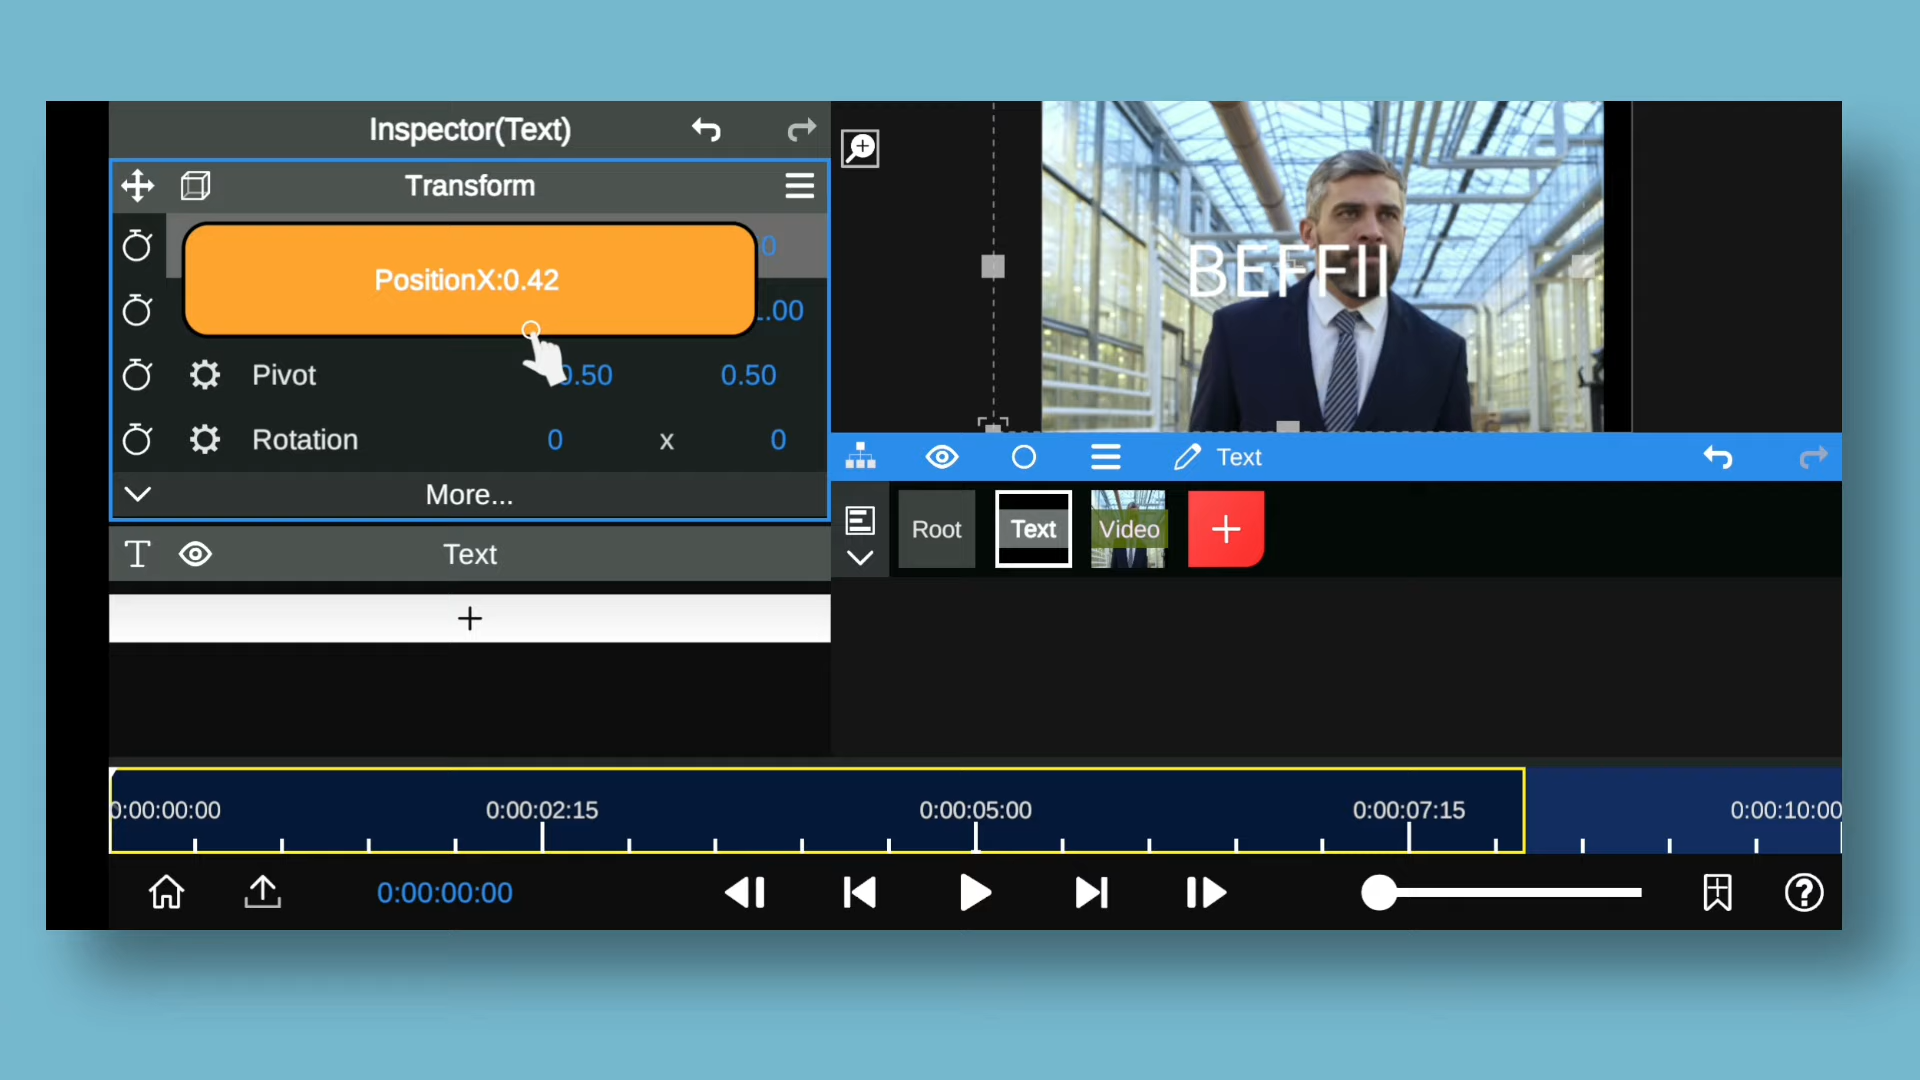 Inspector(Text)
Transform
0
PositionX:0.42
.00
Pivot 0.50 0.50
Rotation 0 x 0
More...
Text
BEFFII
Text
Root Text Video
0:00:00:00 0:00:02:15 0:00:05:00 0:00:07:15 0:00:10:00
0:00:00:00